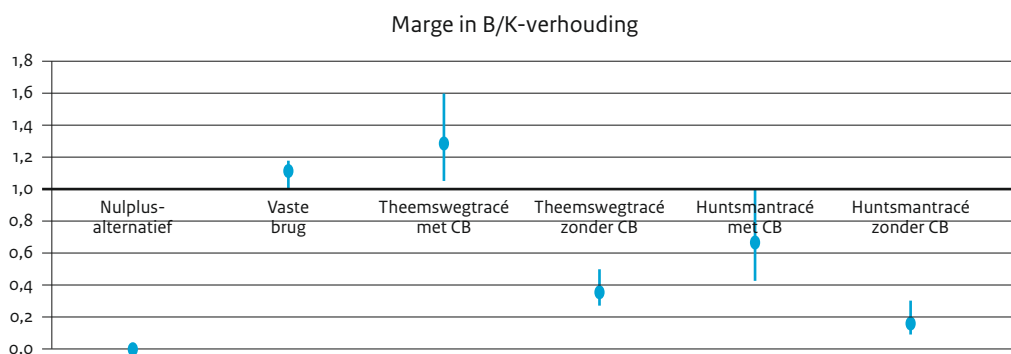 Marge in B/K-verhouding
1,8
1,6
1,4
1,2
1,0
Nulplus-
alternatief
Vaste
brug
Theemswegtracé
met CB
Theemswegtracé
zonder CB
Huntsmantracé
met CB
Huntsmantracé
zonder CB
0,8
0,6
0,4
0,2
0,0